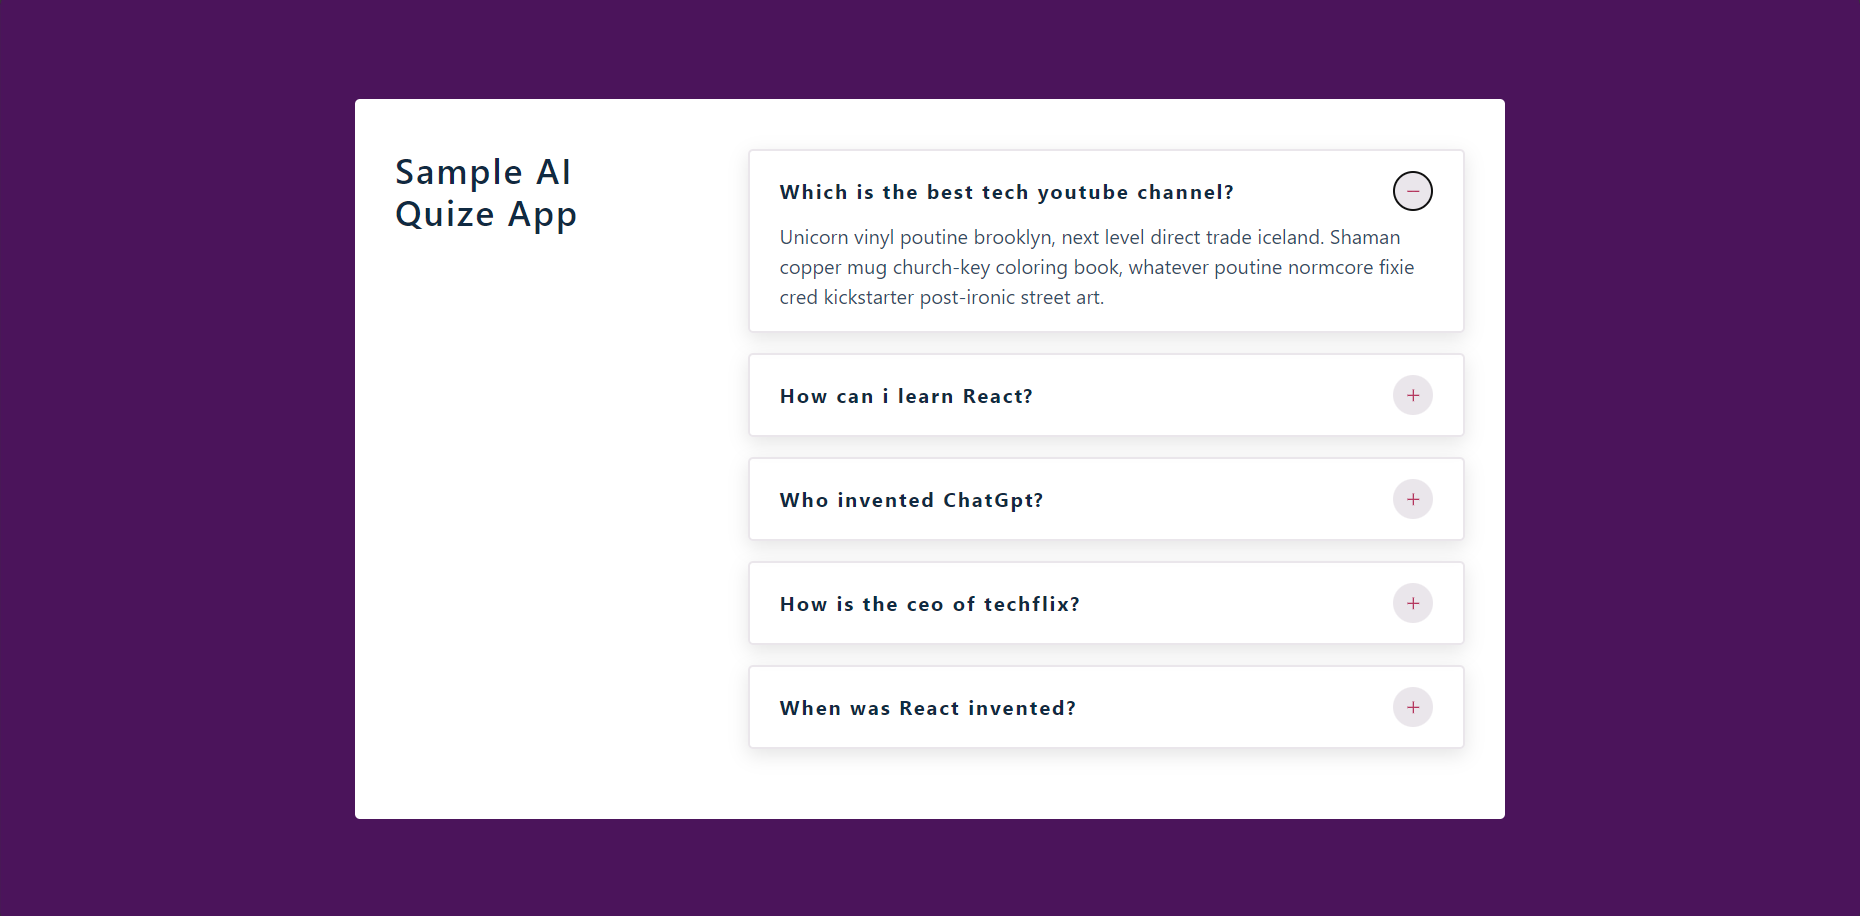 Sample AI
Quize App
Which is the best tech youtube channel?
Unicorn vinyl poutine brooklyn, next level direct trade iceland. Shaman
copper mug church-key coloring book, whatever poutine normcore fixie
cred kickstarter post-ironic street art.
How can i learn React?
Who invented ChatGpt?
How is the ceo of techflix?
When was React invented?